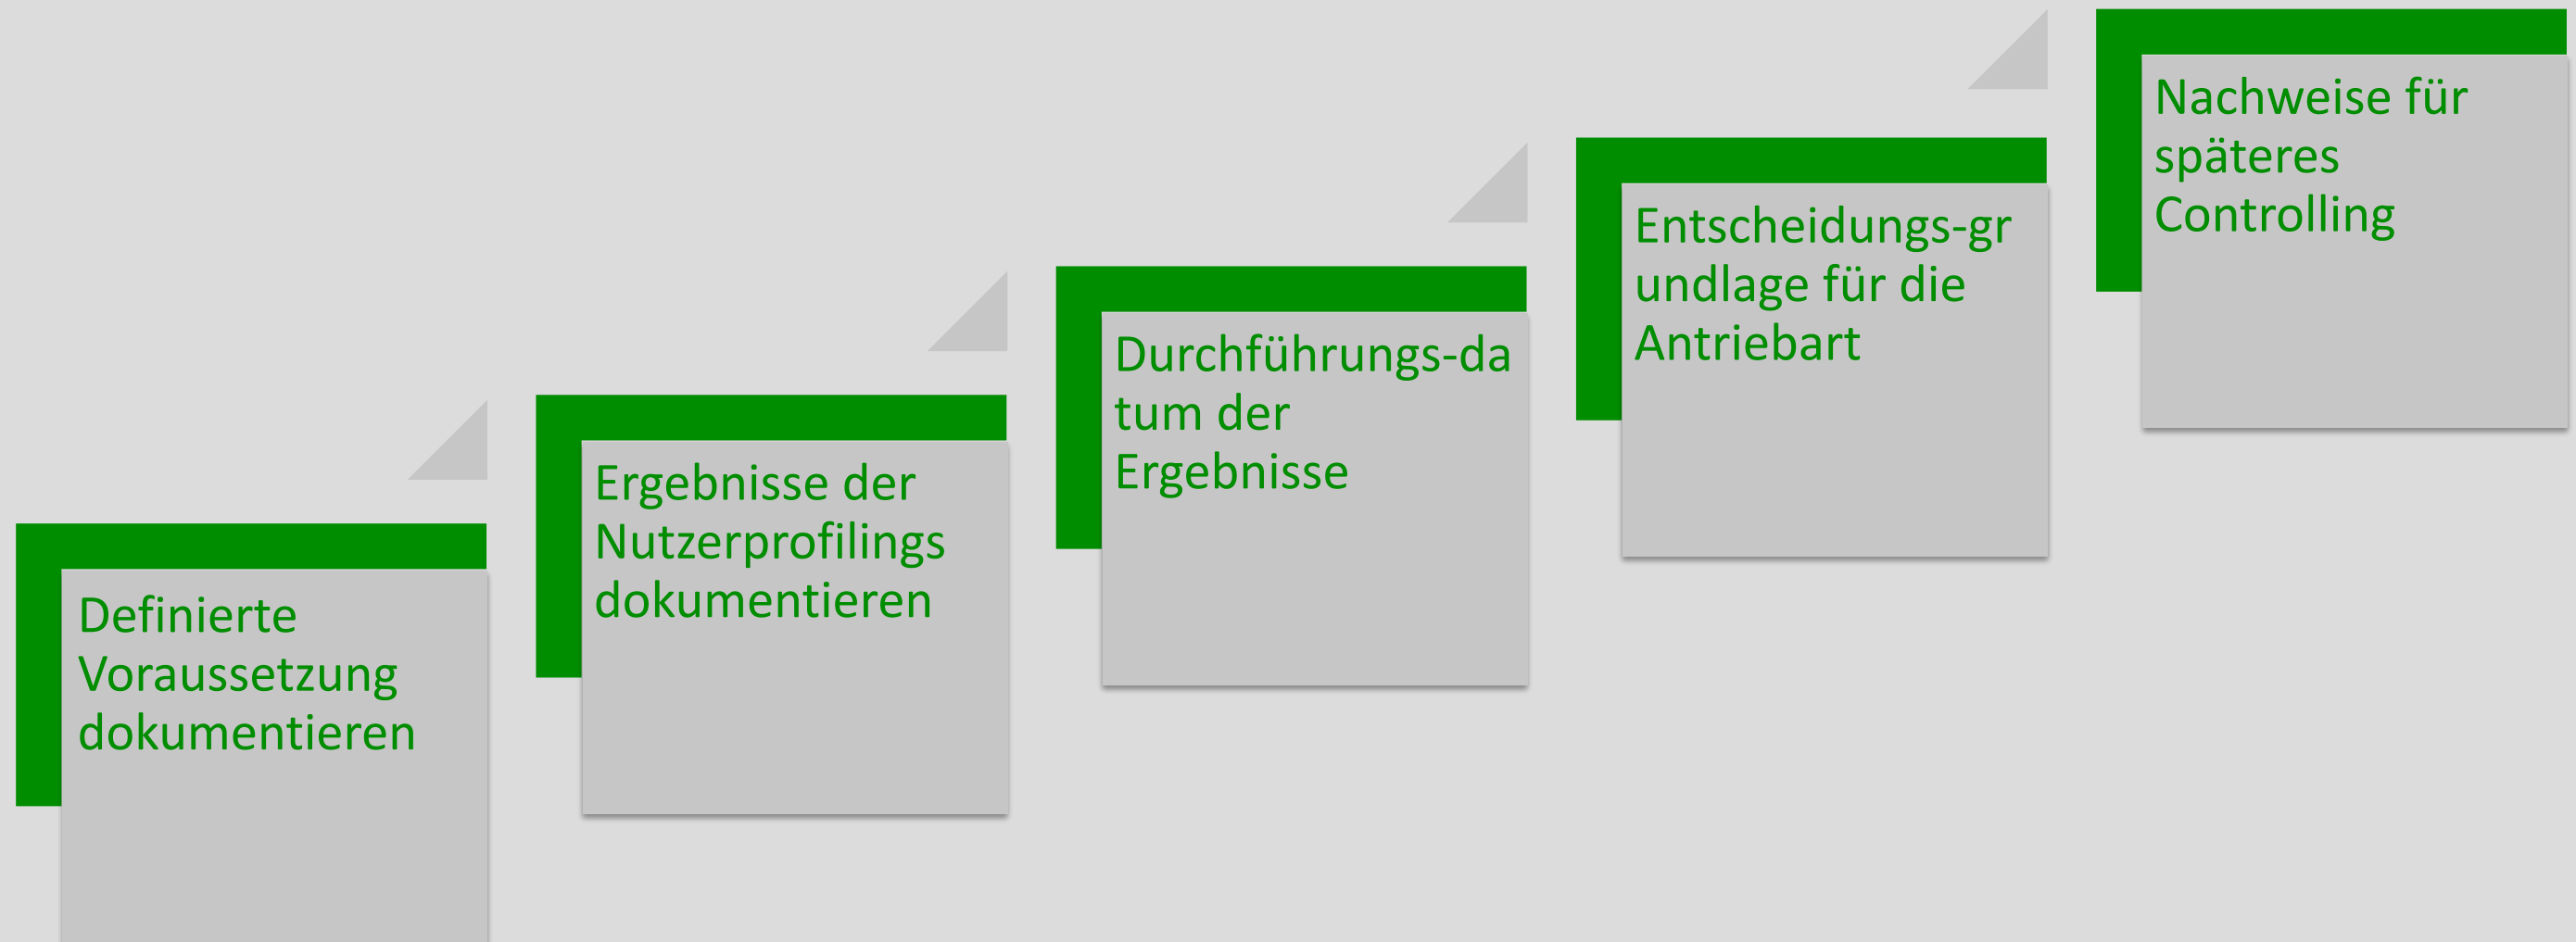 Definierte
Voraussetzung
dokumentieren
Ergebnisse der
Nutzerprofilings
dokumentieren
Durchführungs-da
tum der
Ergebnisse
Entscheidungs-gr
undlage für die
Antriebart
Nachweise für
späteres
Controlling